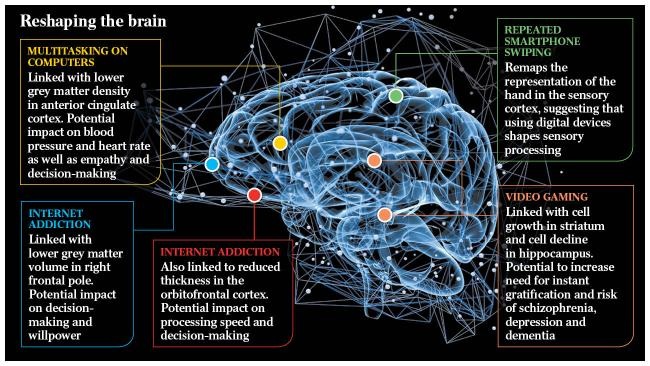 Reshaping the brain
MULTITASKING ON
COMPUTERS
Linked with lower
grey matter density
in anterior cingulate
cortex. Potential
impact on blood
pressure and heart rate
as well as empathy and
decision-making
REPEATED
SMARTPHONE
SWIPING
Remaps the
representation of the
hand in the sensory
cortex, suggesting that
using digital devices
shapes sensory
processing
INTERNET
ADDICTION
Linked with
lower grey matter
volume in right
frontal pole.
Potential impact
on decision-
making and
willpower
INTERNET ADDICTION
Also linked to reduced
thickness in the
orbitofrontal cortex.
Potential impact on
processing speed and
decision-making
VIDEO GAMING
Linked with cell
growth in striatum
and cell decline
in hippocampus.
Potential to increase
need for instant
gratification and risk
of schizophrenia,
depression and
dementia